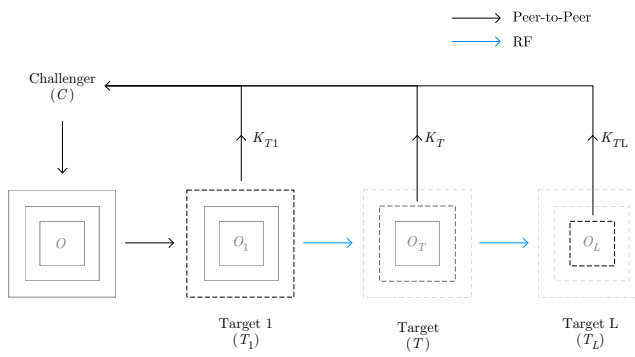 Peer-to-Peer
RF
Challenger
(C)
K_{T1}
K_T
K_{TL}
O
O_1
O_T
O_L
Target 1
(T_1)
Target
(T)
Target L
(T_L)